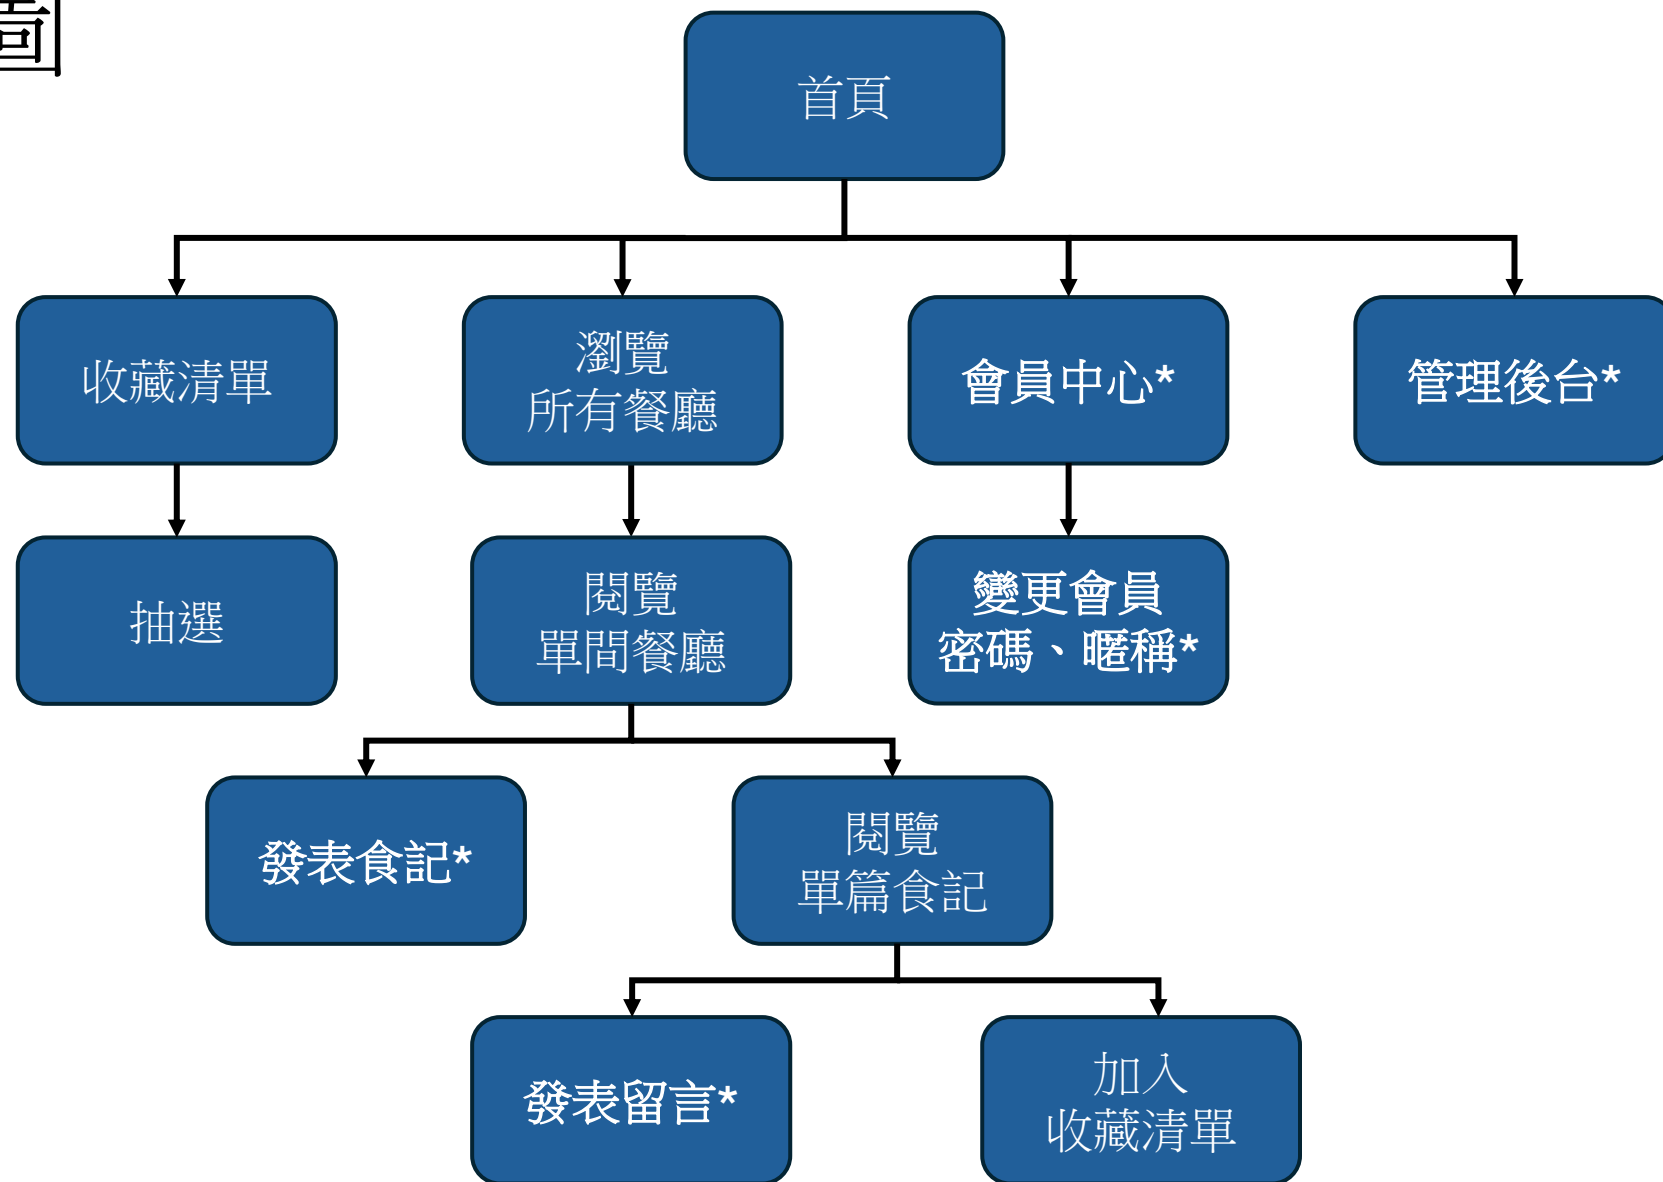 圖
首頁
收藏清單
瀏覽
所有餐廳
會員中心*
管理後台*
抽選
閱覽
單間餐廳
變更會員
密碼、暱稱*
發表食記*
閱覽
單篇食記
發表留言*
加入
收藏清單